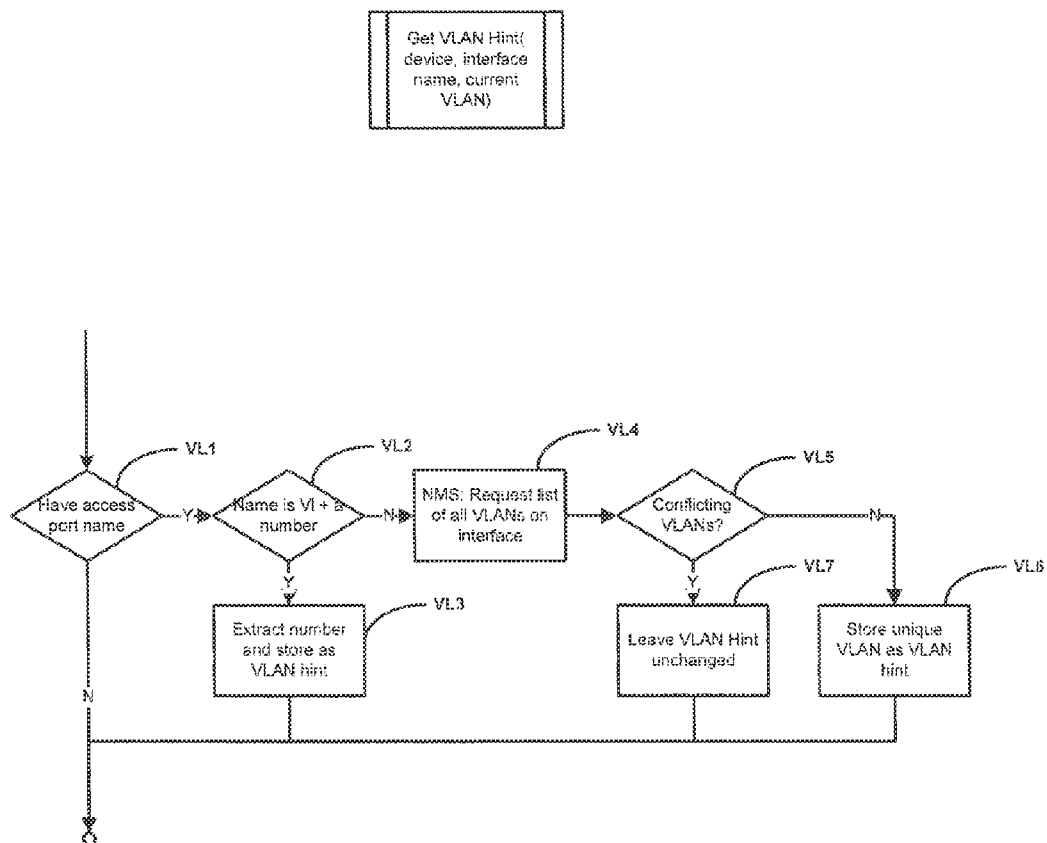 Get VLAN Hint(
device, interface
name, current
VLAN)
VL1
VL2
VL4
VL5
Have access
port name
Y
Name is Vl + a
number
N
NMS: Request list
of all VLANs on
interface
Conflicting
VLANs?
N
Y
VL3
Y
VL7
VL6
Extract number
and store as
VLAN hint
Leave VLAN Hint
unchanged
Store unique
VLAN as VLAN
hint
N